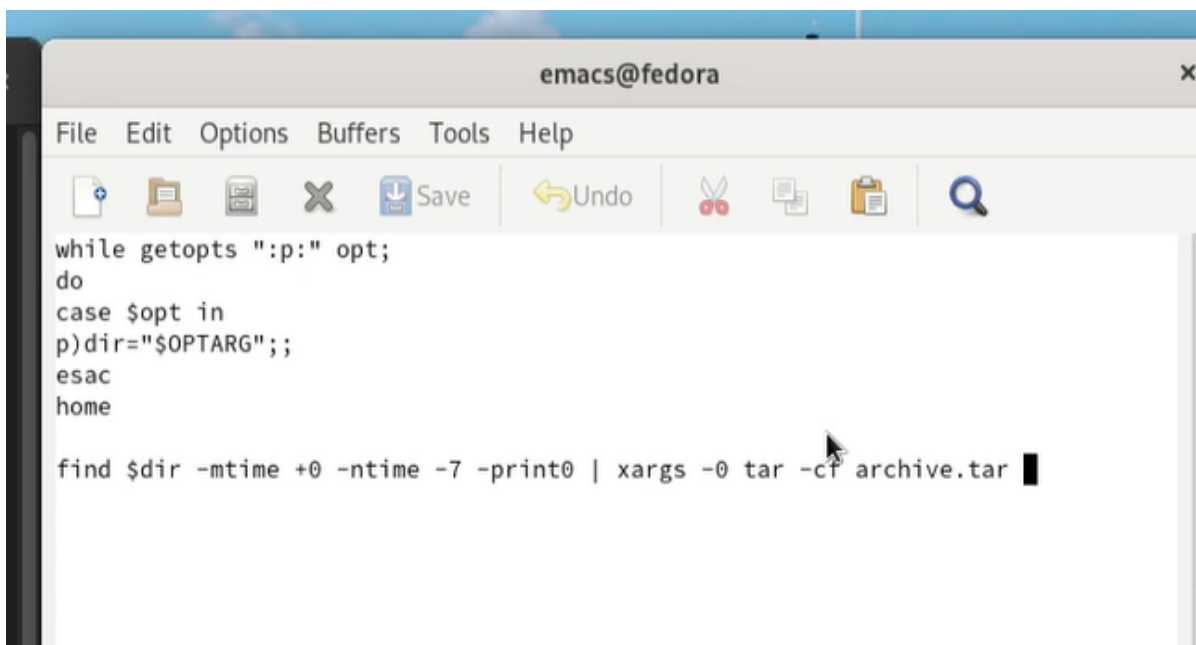 emacs@fedora
File Edit Options Buffers Tools Help
Save Undo
while getopts ":p:" opt;
do
case $opt in
p)dir="$OPTARG";;
esac
home

find $dir -mtime +0 -ntime -7 -print0 | xargs -0 tar -cf archive.tar